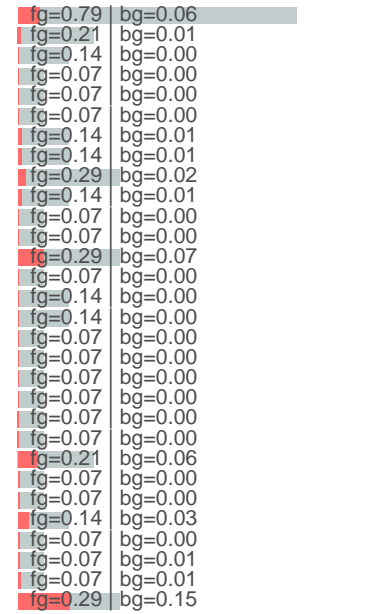 fg=0.79 | bg=0.06
fg=0.21 | bg=0.01
fg=0.14 | bg=0.00
fg=0.07 | bg=0.00
fg=0.07 | bg=0.00
fg=0.07 | bg=0.00
fg=0.14 | bg=0.01
fg=0.14 | bg=0.01
fg=0.29 | bg=0.02
fg=0.14 | bg=0.01
fg=0.07 | bg=0.00
fg=0.07 | bg=0.00
fg=0.29 | bg=0.07
fg=0.07 | bg=0.00
fg=0.14 | bg=0.00
fg=0.14 | bg=0.00
fg=0.07 | bg=0.00
fg=0.07 | bg=0.00
fg=0.07 | bg=0.00
fg=0.07 | bg=0.00
fg=0.07 | bg=0.00
fg=0.07 | bg=0.00
fg=0.21 | bg=0.06
fg=0.07 | bg=0.00
fg=0.07 | bg=0.00
fg=0.14 | bg=0.03
fg=0.07 | bg=0.00
fg=0.07 | bg=0.01
fg=0.07 | bg=0.01
fg=0.29 | bg=0.15